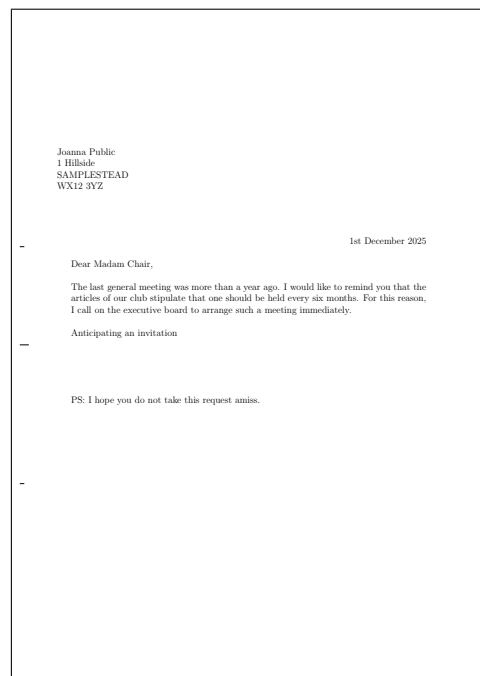 Joanna Public
1 Hillside
SAMPLESTEAD
WX12 3YZ
1st December 2025
Dear Madam Chair,
The last general meeting was more than a year ago. I would like to remind you that the
articles of our club stipulate that one should be held every six months. For this reason,
I call on the executive board to arrange such a meeting immediately.
Anticipating an invitation
PS: I hope you do not take this request amiss.